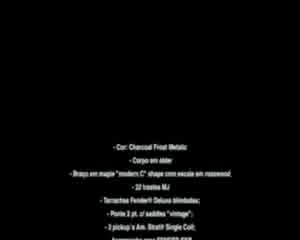 - Cor: Charcoal Frost Metalic
- Corpo em alder
- Braço em maple "modern C" shape com escala em rosewood
- 22 trastes MJ
- Tarrachas Fender® Deluxe blindadas;
- Ponte 2 pt. c/ saddles "vintage";
- 3 pickup´s Am. Strat® Single Coil;